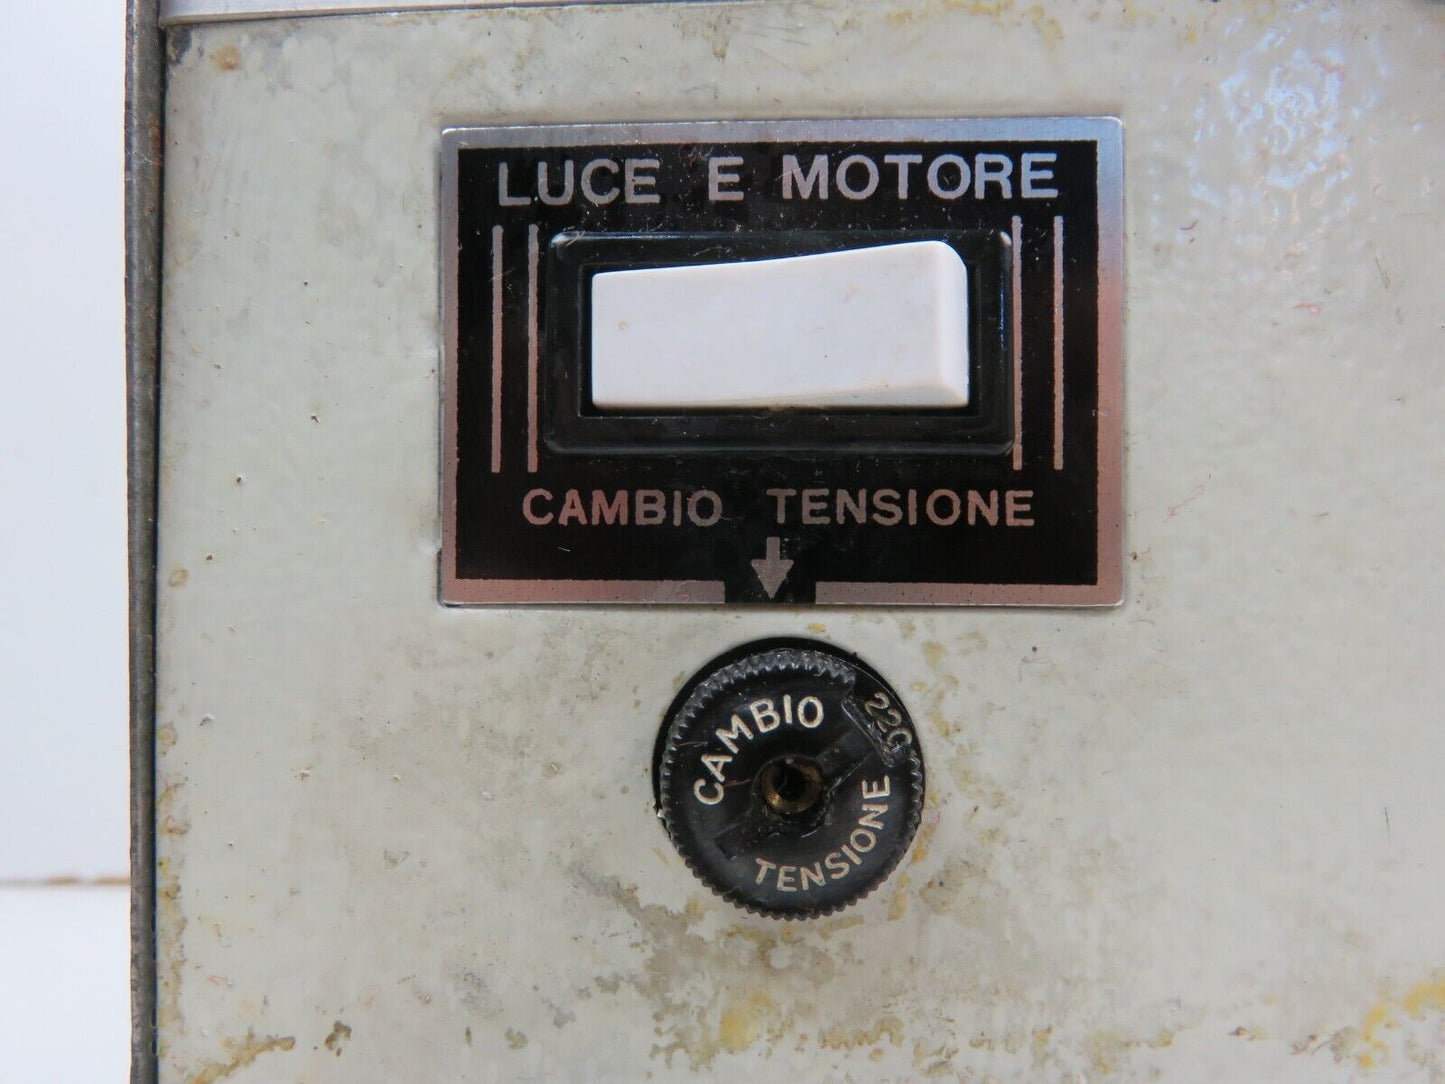 LUCE E MOTORE
CAMBIO TENSIONE
CAMBIO
220
TENSIONE